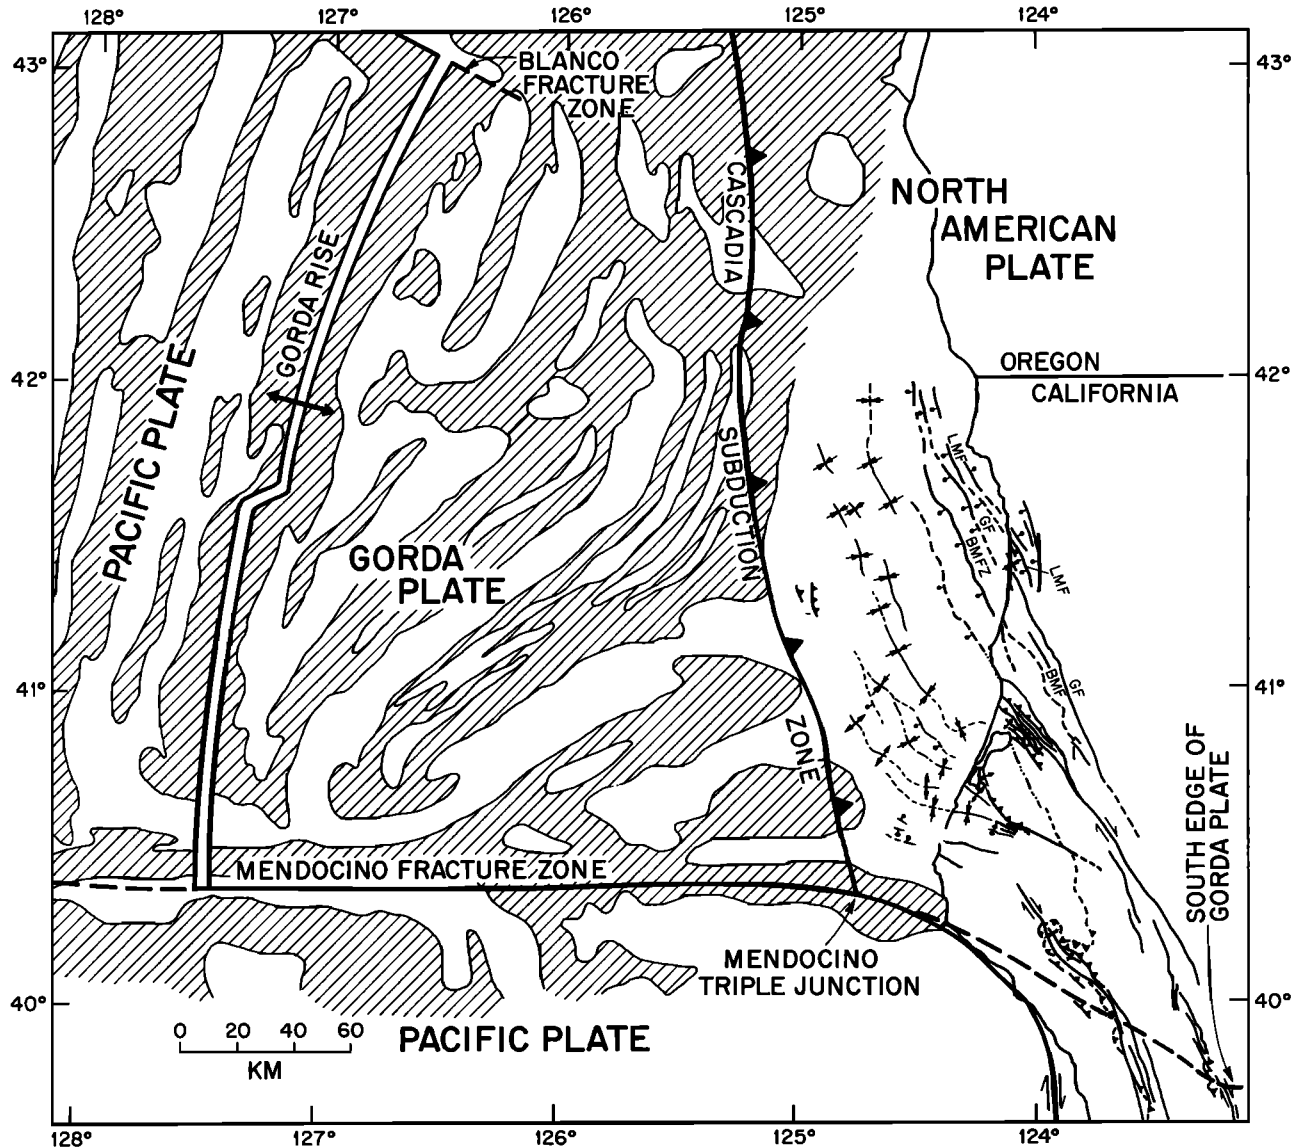 128°
127°
126°
125°
124°
43°
43°
BLANCO
FRACTURE
ZONE
CASCADIA
NORTH
AMERICAN
PLATE
GORDA RISE
PACIFIC PLATE
42°
42°
OREGON
CALIFORNIA
SUBDUCTION
LMF
GF
BMFZ
LMF
GORDA
PLATE
41°
41°
BMF
GF
ZONE
SOUTH EDGE OF
GORDA PLATE
MENDOCINO FRACTURE ZONE
MENDOCINO
TRIPLE JUNCTION
40°
40°
0 20 40 60
KM
PACIFIC PLATE
128°
127°
126°
125°
124°